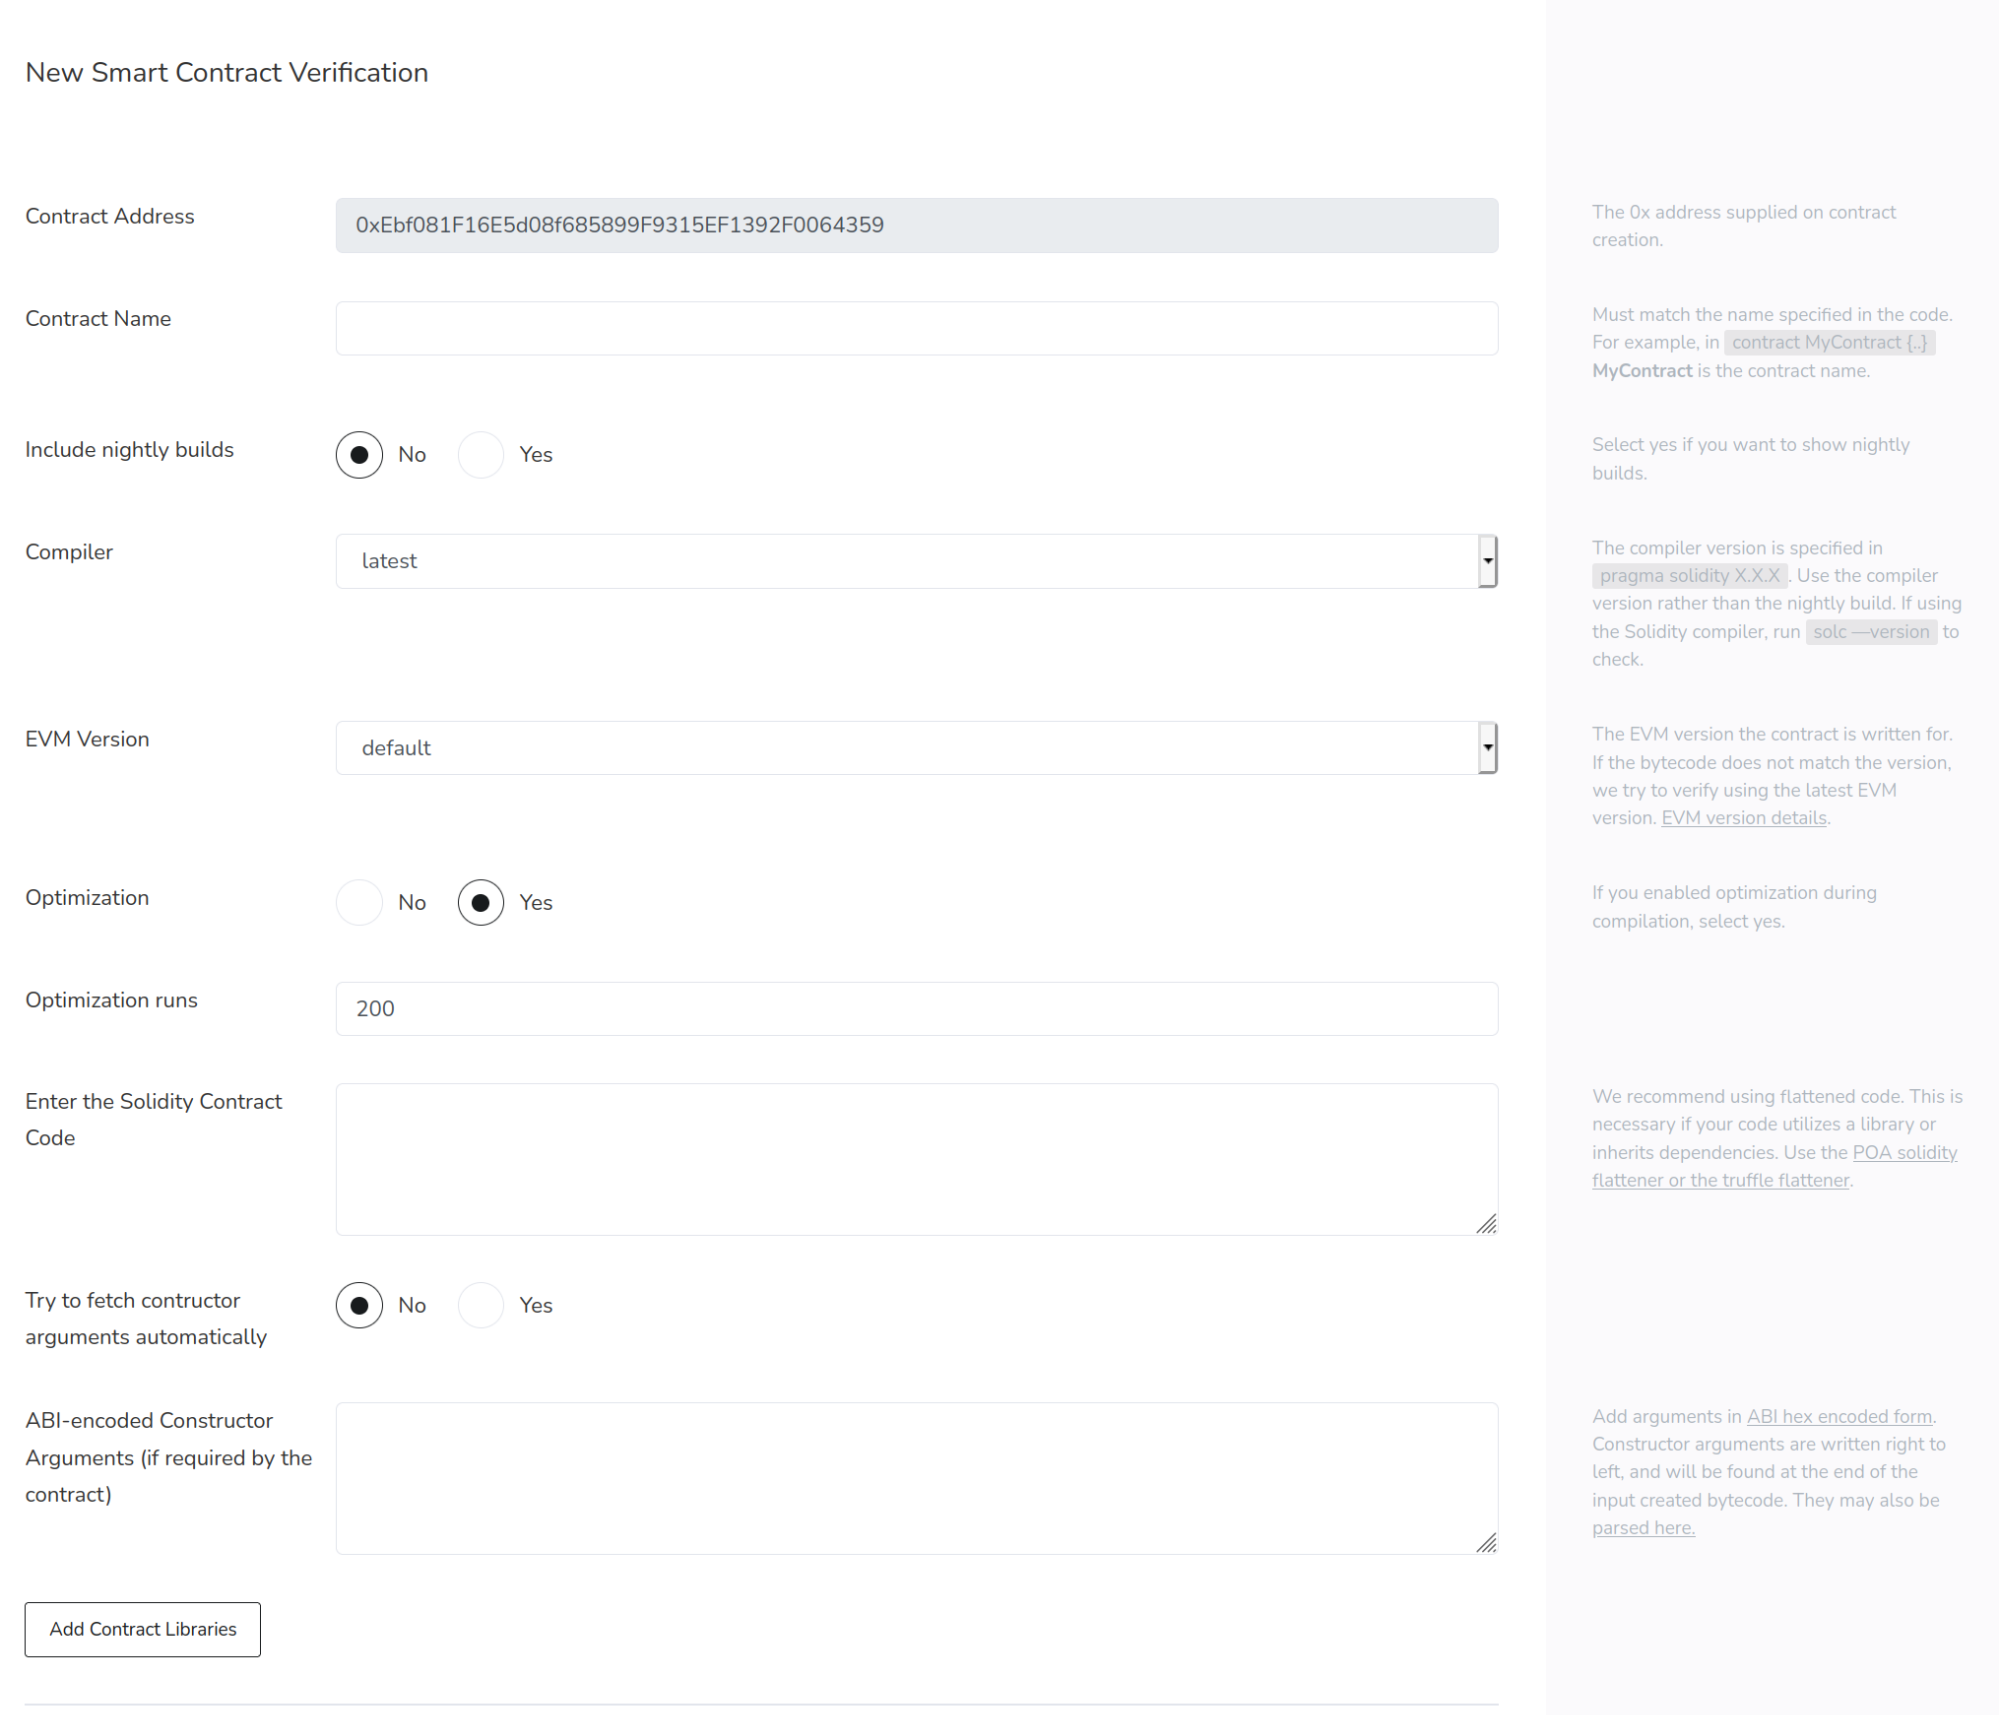 New Smart Contract Verification
Contract Address
0xEbf081F16E5d08f685899F9315EF1392F0064359
The 0x address supplied on contract
creation.
Contract Name
Must match the name specified in the code.
For example, in contract MyContract {..}
MyContract is the contract name.
Include nightly builds
No
Yes
Select yes if you want to show nightly
builds.
Compiler
latest
The compiler version is specified in
pragma solidity X.X.X . Use the compiler
version rather than the nightly build. If using
the Solidity compiler, run solc —version to
check.
EVM Version
default
The EVM version the contract is written for.
If the bytecode does not match the version,
we try to verify using the latest EVM
version. EVM version details.
Optimization
No
Yes
If you enabled optimization during
compilation, select yes.
Optimization runs
200
Enter the Solidity Contract
Code
We recommend using flattened code. This is
necessary if your code utilizes a library or
inherits dependencies. Use the POA solidity
flattener or the truffle flattener.
Try to fetch contructor
arguments automatically
No
Yes
ABI-encoded Constructor
Arguments (if required by the
contract)
Add arguments in ABI hex encoded form.
Constructor arguments are written right to
left, and will be found at the end of the
input created bytecode. They may also be
parsed here.
Add Contract Libraries